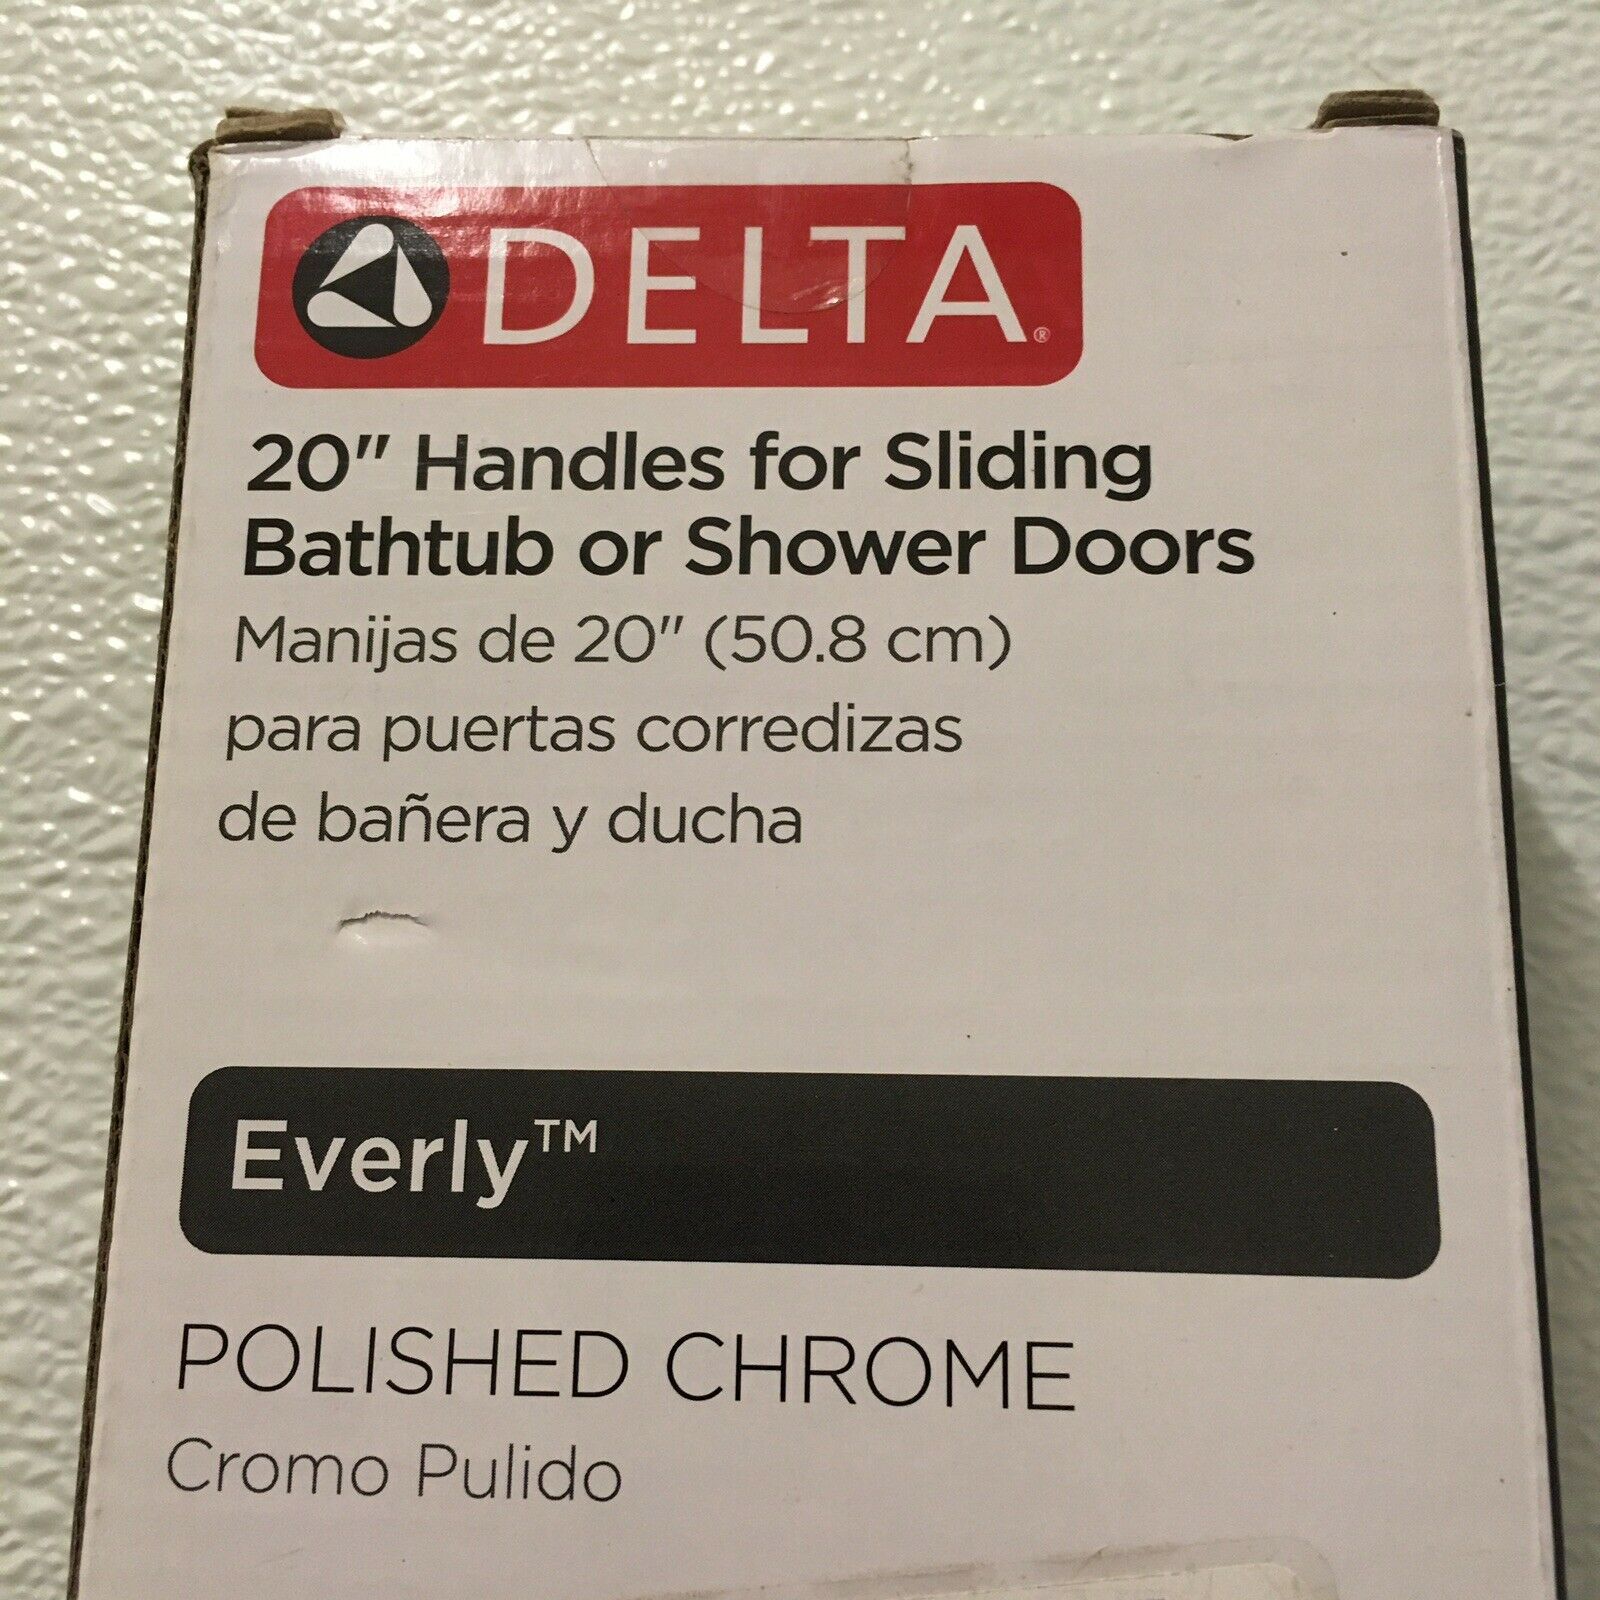 DELTA®
20" Handles for Sliding
Bathtub or Shower Doors
Manijas de 20" (50.8 cm)
para puertas corredizas
de bañera y ducha
Everly™
POLISHED CHROME
Cromo Pulido